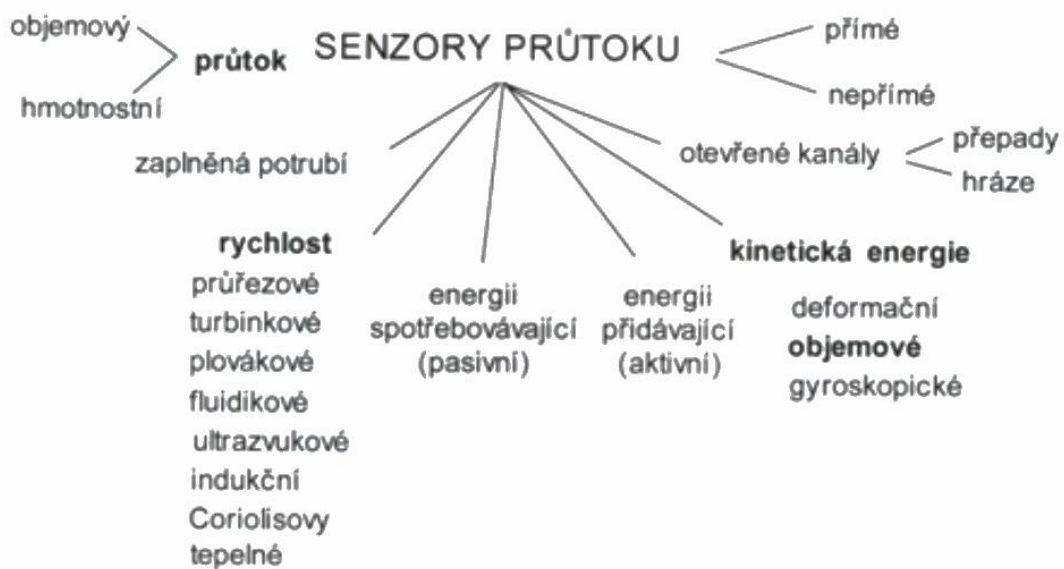 objemový
hmotnostní
průtok
SENZORY PRŮTOKU
přímé
nepřímé
zaplněná potrubí
otevřené kanály
přepady
hráze
rychlost
průřezové
turbinkové
plovákové
fluidikové
ultrazvukové
indukční
Coriolisovy
tepelné
energii
spotřebovávající
(pasivní)
energii
přidávající
(aktivní)
kinetická energie
deformační
objemové
gyroskopické